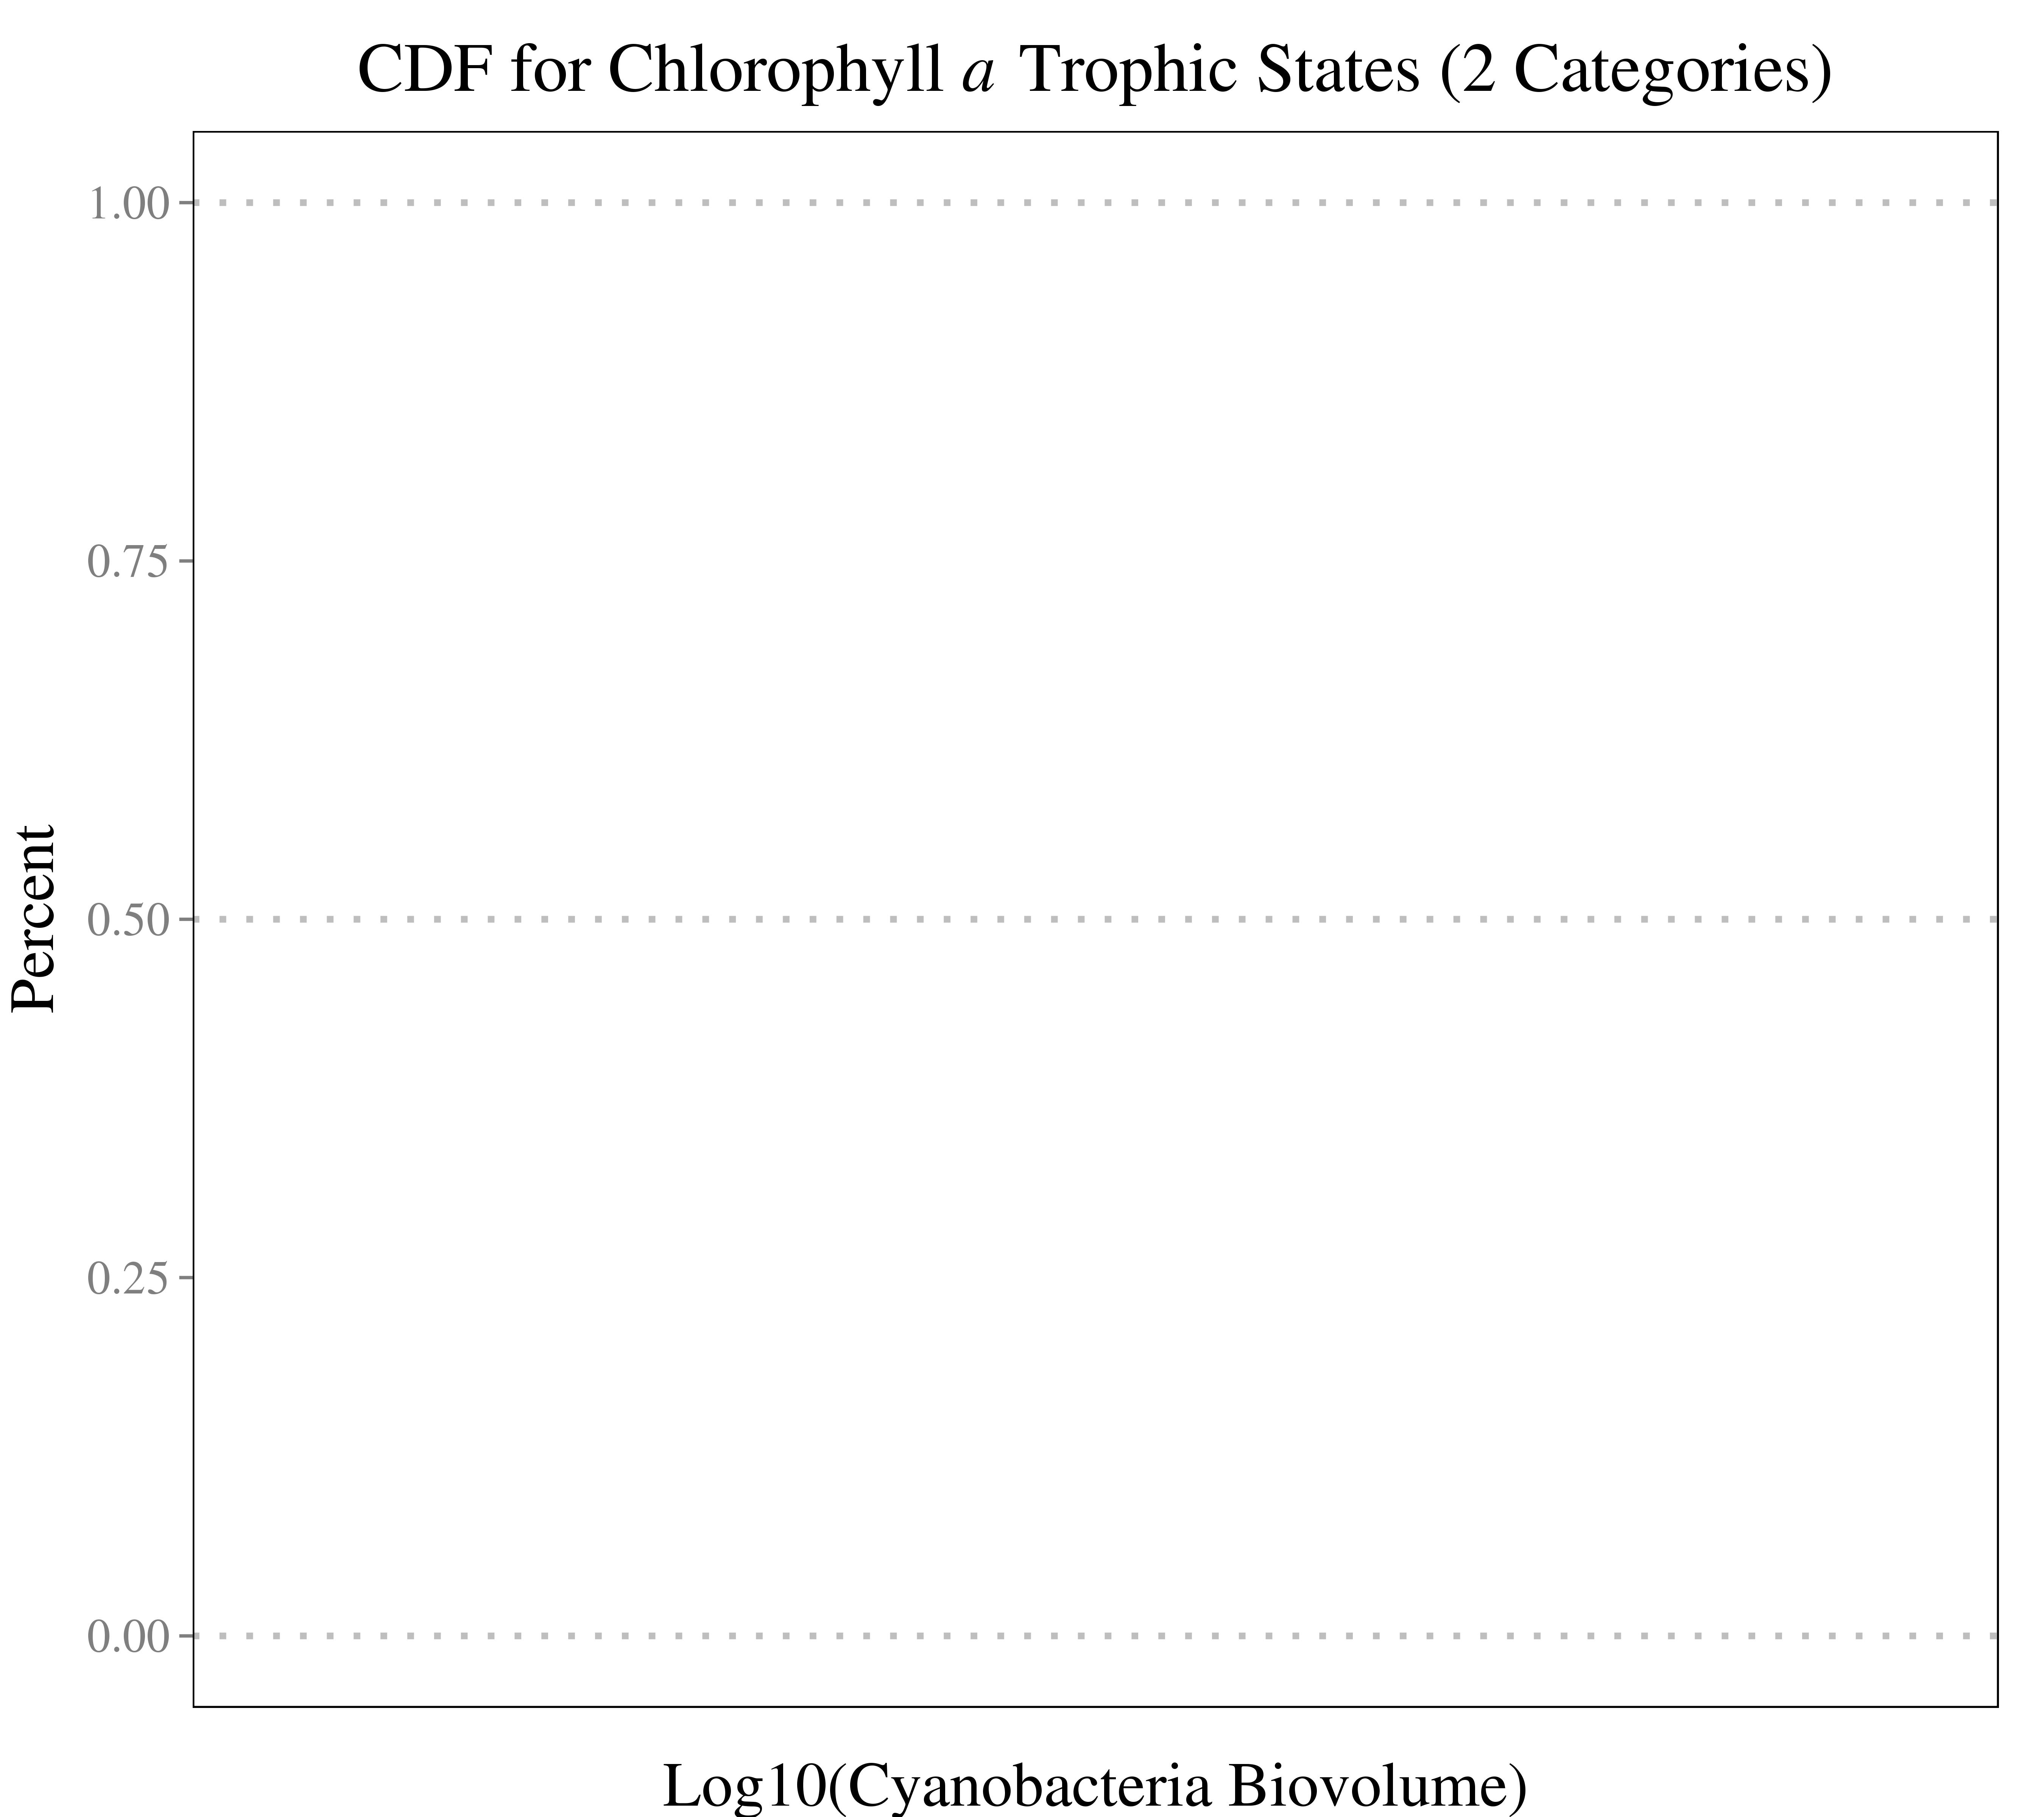 CDF for Chlorophyll a Trophic States (2 Categories)
1.00
0.75
0.50
0.25
0.00
Percent
Log10(Cyanobacteria Biovolume)